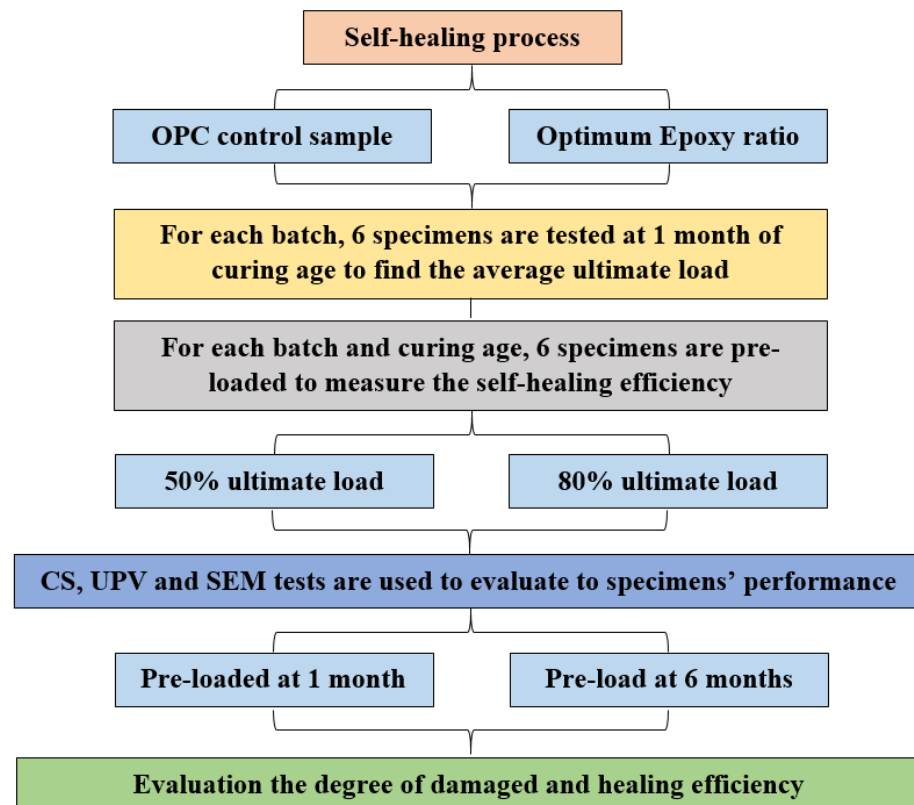 Self-healing process
OPC control sample
Optimum Epoxy ratio
For each batch, 6 specimens are tested at 1 month of
curing age to find the average ultimate load
For each batch and curing age, 6 specimens are pre-
loaded to measure the self-healing efficiency
50% ultimate load
80% ultimate load
CS, UPV and SEM tests are used to evaluate to specimens’ performance
Pre-loaded at 1 month
Pre-load at 6 months
Evaluation the degree of damaged and healing efficiency